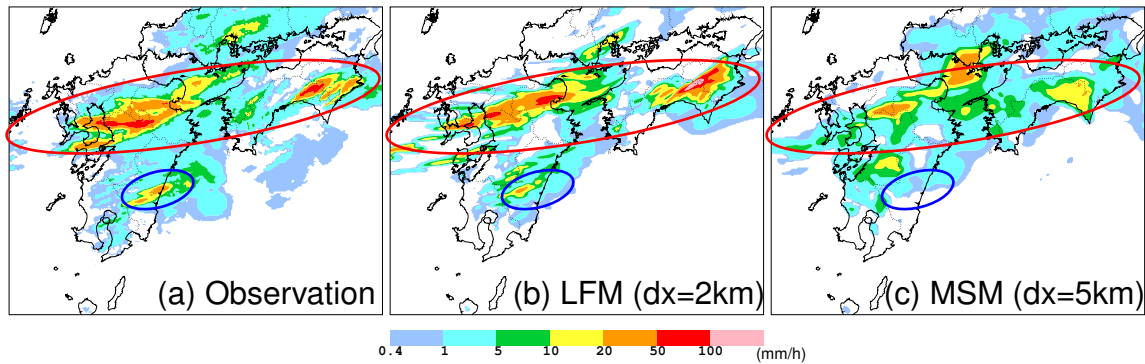 (a) Observation
(b) LFM (dx=2km)
(c) MSM (dx=5km)
0.4 1 5 10 20 50 100 (mm/h)